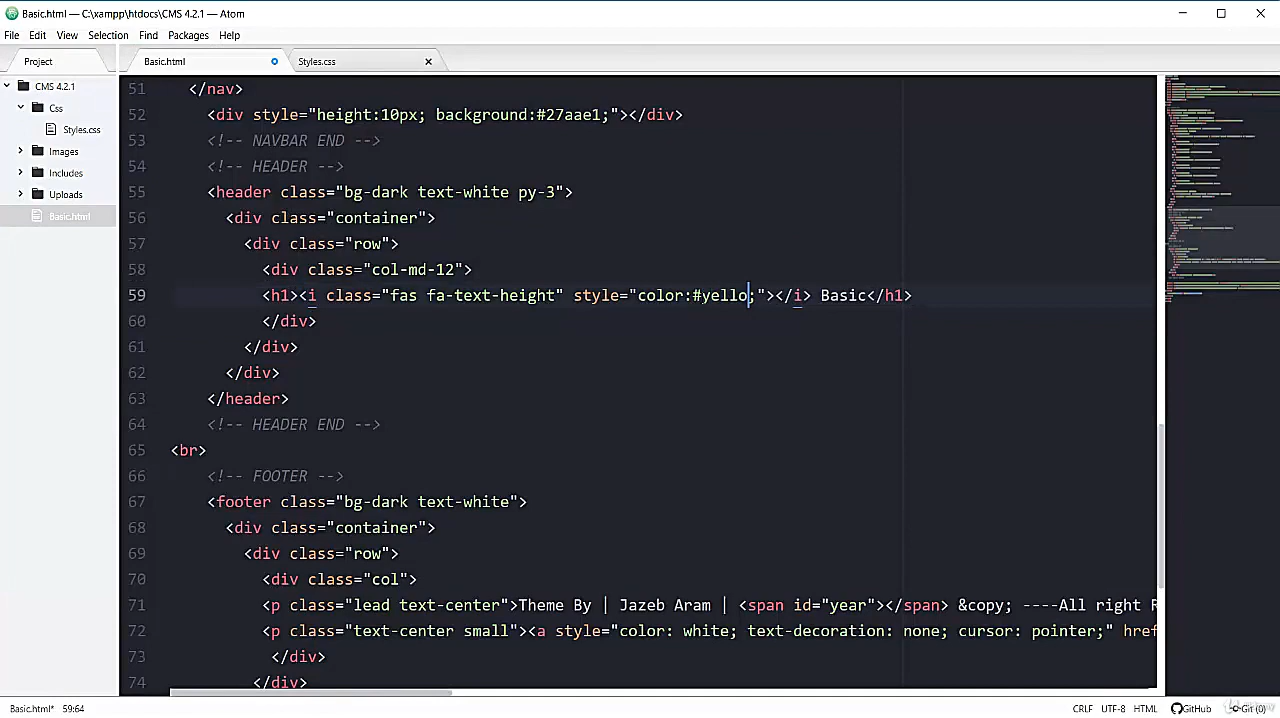 Basic.html — C:\xampp\htdocs\CMS 4.2.1 — Atom
File Edit View Selection Find Packages Help
Project Basic.html Styles.css
CMS 4.2.1
Css
Styles.css
Images
Includes
Uploads
Basic.html
51 </nav>
52 <div style="height:10px; background:#27aae1;"></div>
53 <!-- NAVBAR END -->
54 <!-- HEADER -->
55 <header class="bg-dark text-white py-3">
56 <div class="container">
57 <div class="row">
58 <div class="col-md-12">
59 <h1><i class="fas fa-text-height" style="color:#yello;"></i> Basic</h1>
60 </div>
61 </div>
62 </div>
63 </header>
64 <!-- HEADER END -->
65 <br>
66 <!-- FOOTER -->
67 <footer class="bg-dark text-white">
68 <div class="container">
69 <div class="row">
70 <div class="col">
71 <p class="lead text-center">Theme By | Jazeb Aram | <span id="year"></span> &copy; ----All right R
72 <p class="text-center small"><a style="color: white; text-decoration: none; cursor: pointer;" href
73 </div>
74 </div>
Basic.html* 59:64 CRLF UTF-8 HTML GitHub Git (0)